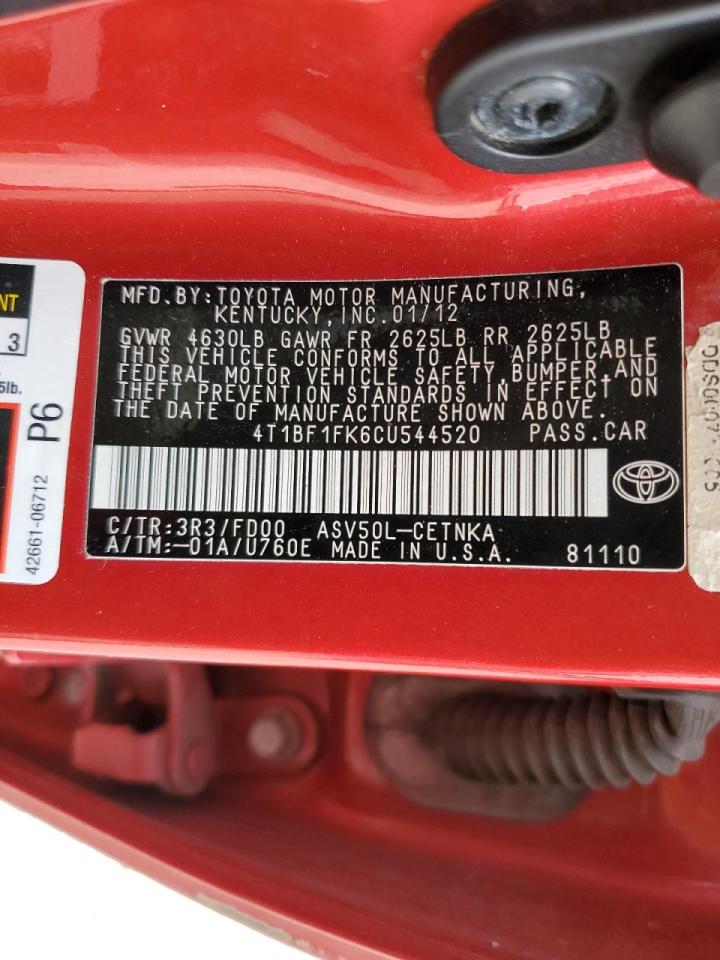 MFD.BY:TOYOTA MOTOR MANUFACTURING,
KENTUCKY,INC.01/12
GVWR 4630LB GAWR FR 2625LB RR 2625LB
THIS VEHICLE CONFORMS TO ALL APPLICABLE
FEDERAL MOTOR VEHICLE SAFETY,BUMPER,AND
THEFT PREVENTION STANDARDS IN EFFECT ON
THE DATE OF MANUFACTURE SHOWN ABOVE.
4T1BF1FK6CU544520 PASS.CAR
C/TR:3R3/FD00 ASV50L-CETNKA
A/TM:-01A/U760E MADE IN U.S.A. 81110
3
5lb.
P6
42661-06712